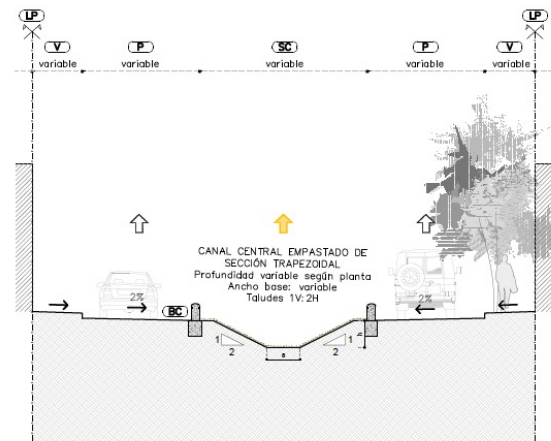 LP LP
V P SC P V
variable variable variable variable variable
CANAL CENTRAL EMPASTADO DE
SECCIÓN TRAPEZOIDAL
Profundidad variable según planta
Ancho base: variable
Taludes 1V:2H
2% 2%
BC
1 1 h
2 2
a